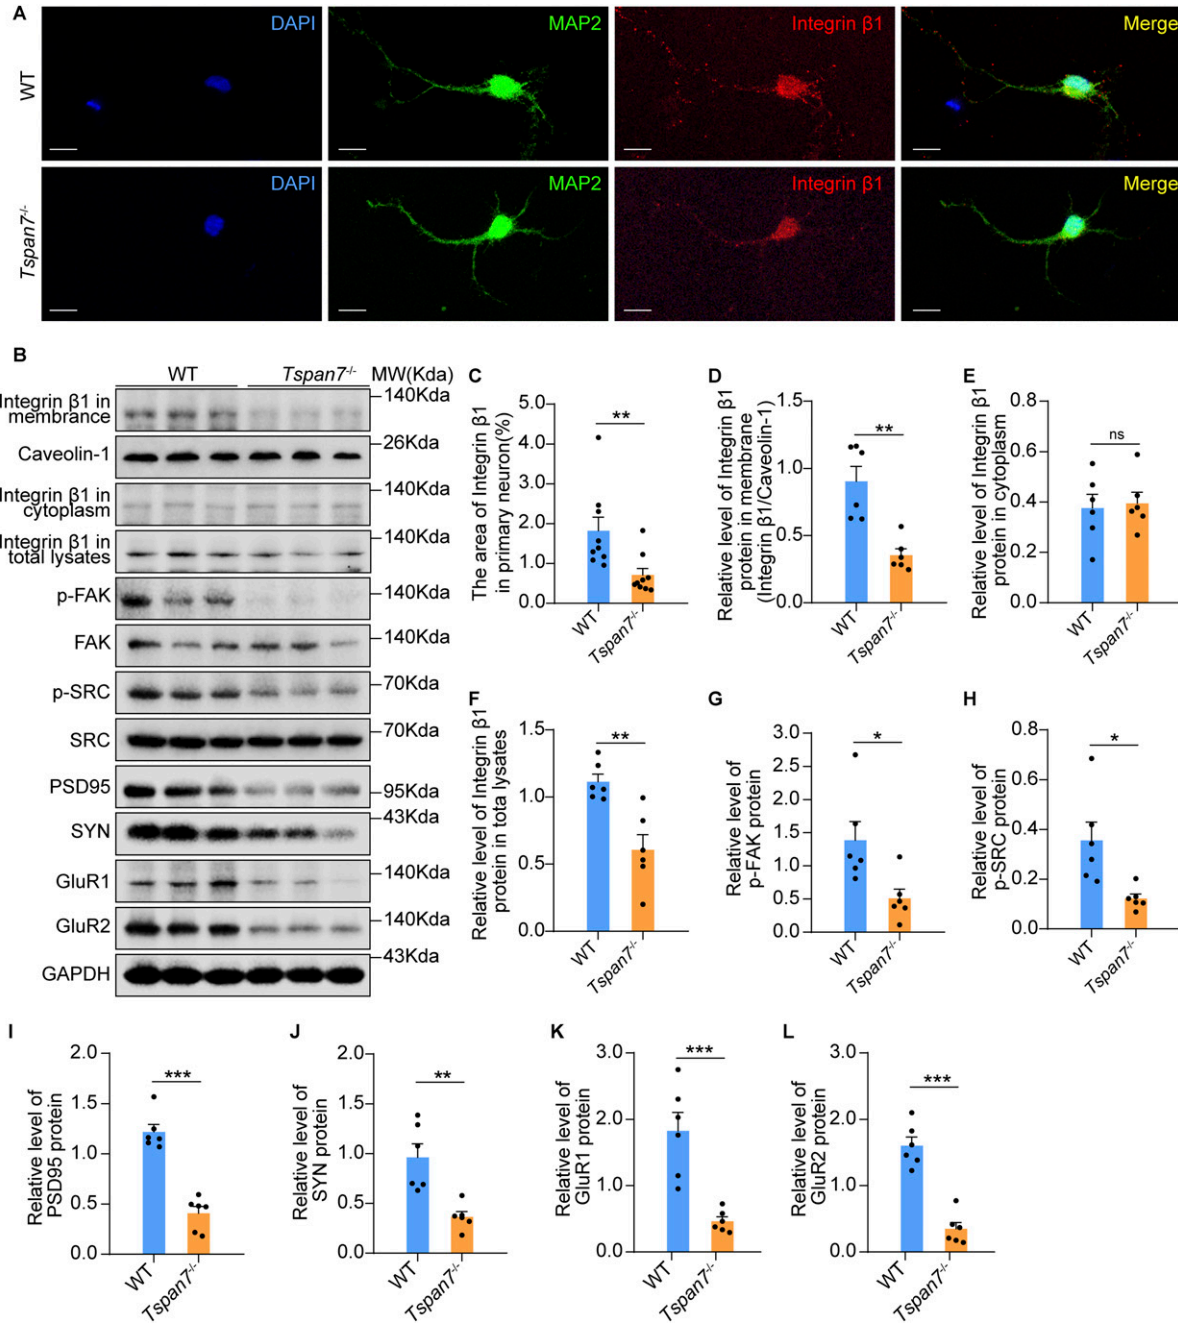 A
DAPI
MAP2
Integrin β1
Merge
WT
DAPI
MAP2
Integrin β1
Merge
Tspan7-/-
B
WT
Tspan7-/-
MW(Kda)
Integrin β1 in
membrance
140Kda
Caveolin-1
26Kda
Integrin β1 in
cytoplasm
140Kda
Integrin β1 in
total lysates
140Kda
p-FAK
140Kda
FAK
140Kda
p-SRC
70Kda
SRC
70Kda
PSD95
95Kda
SYN
43Kda
GluR1
140Kda
GluR2
140Kda
GAPDH
43Kda
C
The area of Integrin β1
in primary neuron(%)
5.0
4.0
3.0
2.0
1.0
0.0
**
WT
Tspan7-/-
D
Relative level of Integrin β1
protein in membrane
(Integrin β1/Caveolin-1)
1.5
1.0
0.5
0.0
**
WT
Tspan7-/-
E
Relative level of Integrin β1
protein in cytoplasm
0.8
0.6
0.4
0.2
0.0
ns
WT
Tspan7-/-
F
Relative level of Integrin β1
protein in tota lysates
1.5
1.0
0.5
0.0
**
WT
Tspan7-/-
G
Relative level of
p-FAK protein
3.0
2.5
2.0
1.5
1.0
0.5
0.0
*
WT
Tspan7-/-
H
Relative level of
p-SRC protein
0.8
0.6
0.4
0.2
0.0
*
WT
Tspan7-/-
I
Relative level of
PSD95 protein
2.0
1.5
1.0
0.5
0.0
***
WT
Tspan7-/-
J
Relative level of
SYN protein
2.0
1.5
1.0
0.5
0.0
**
WT
Tspan7-/-
K
Relative level of
GluR1 protein
3.0
2.0
1.0
0.0
***
WT
Tspan7-/-
L
Relative level of
GluR2 protein
3.0
2.0
1.0
0.0
***
WT
Tspan7-/-